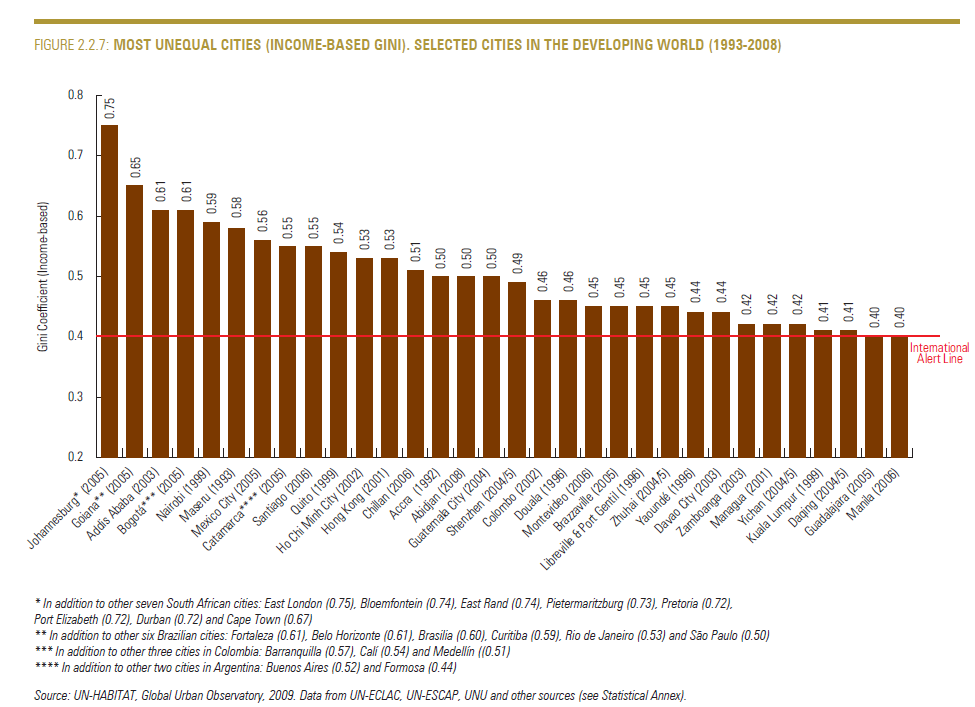 FIGURE 2.2.7: MOST UNEQUAL CITIES (INCOME-BASED GINI). SELECTED CITIES IN THE DEVELOPING WORLD (1993-2008)
Gini Coefficient (Income-based)
0.8
0.7
0.6
0.5
0.4
0.3
0.2
0.75
0.65
0.61
0.61
0.59
0.58
0.56
0.55
0.55
0.54
0.53
0.53
0.51
0.50
0.50
0.50
0.49
0.46
0.46
0.45
0.45
0.45
0.45
0.44
0.44
0.42
0.42
0.42
0.41
0.41
0.40
0.40
International
Alert Line
Johannesburg* (2005)
Goiana** (2005)
Addis Ababa (2003)
Bogotá*** (2005)
Nairobi (1999)
Maseru (1993)
Mexico City (2005)
Catamarca**** (2005)
Santiago (2006)
Quito (1999)
Ho Chi Minh City (2002)
Hong Kong (2001)
Chillan (2006)
Accra (1992)
Abidjan (2008)
Guatemala City (2004)
Shenzhen (2004/5)
Colombo (2002)
Douala (1996)
Montevideo (2006)
Brazzaville (2005)
Libreville & Port Gentil (1996)
Zhuhai (2004/5)
Yaoundé (1996)
Davao City (2003)
Zamboanga (2003)
Managua (2001)
Yichan (2004/5)
Kuala Lumpur (1999)
Daqing (2004/5)
Guadalajara (2005)
Manila (2006)
* In addition to other seven South African cities: East London (0.75), Bloemfontein (0.74), East Rand (0.74), Pietermaritzburg (0.73), Pretoria (0.72),
Port Elizabeth (0.72), Durban (0.72) and Cape Town (0.67)
** In addition to other six Brazilian cities: Fortaleza (0.61), Belo Horizonte (0.61), Brasilia (0.60), Curitiba (0.59), Rio de Janeiro (0.53) and São Paulo (0.50)
*** In addition to other three cities in Colombia: Barranquilla (0.57), Calí (0.54) and Medellín ((0.51)
**** In addition to other two cities in Argentina: Buenos Aires (0.52) and Formosa (0.44)
Source: UN-HABITAT, Global Urban Observatory, 2009. Data from UN-ECLAC, UN-ESCAP, UNU and other sources (see Statistical Annex).